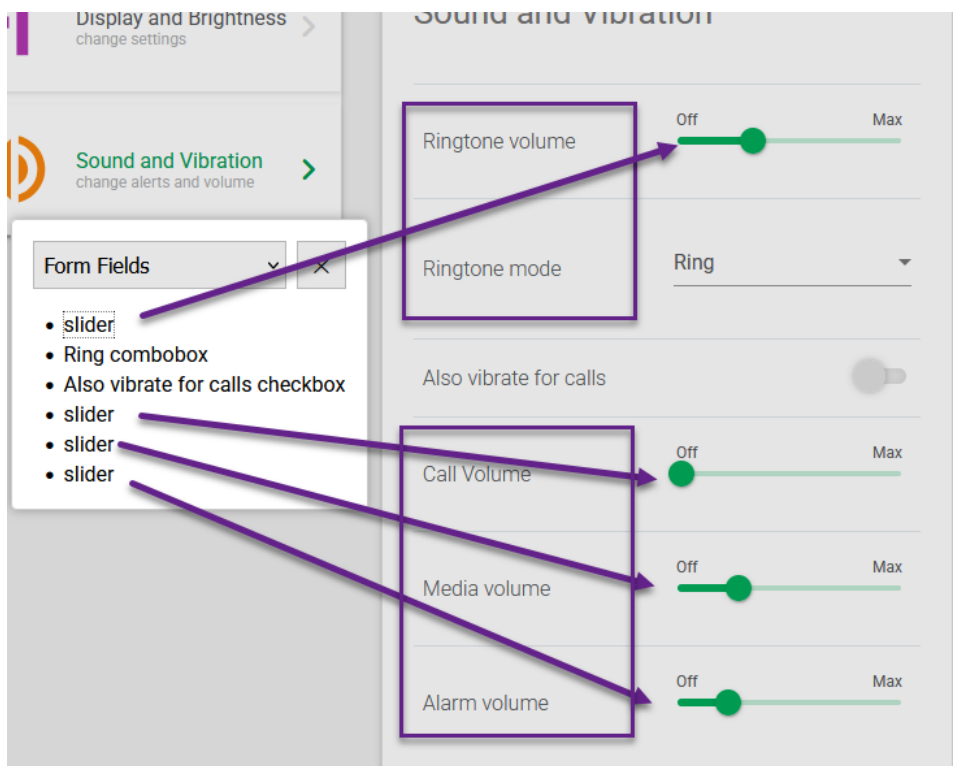 Display and Brightness
change settings
Sound and Vibration
change alerts and volume
Form Fields
slider
Ring combobox
Also vibrate for calls checkbox
slider
slider
slider
Sound and Vibration
Ringtone volume
Off Max
Ringtone mode
Ring
Also vibrate for calls
Call Volume
Off Max
Media volume
Off Max
Alarm volume
Off Max